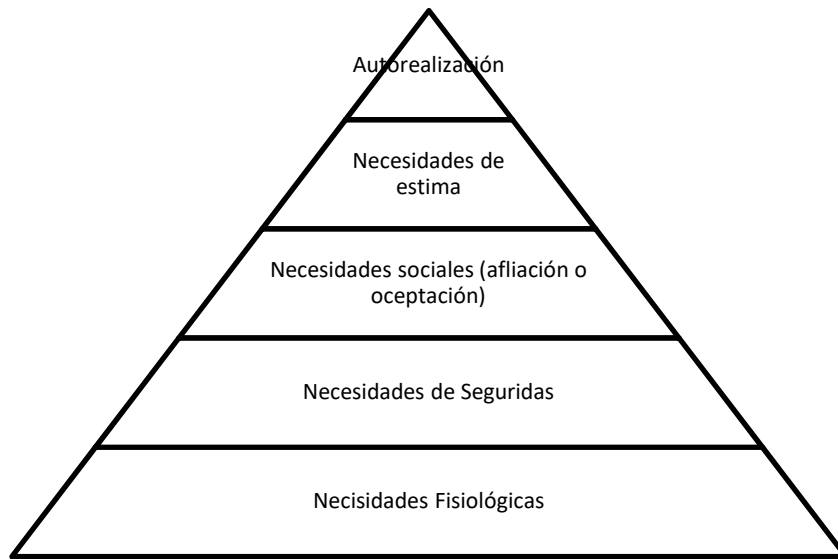 Autorealización
Necesidades de
estima
Necesidades sociales (afliación o
oceptación)
Necesidades de Seguridas
Necisidades Fisiológicas